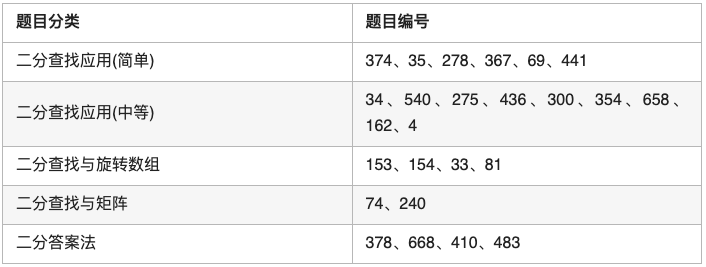 题目分类 题目编号
二分查找应用(简单) 374、35、278、367、69、441
二分查找应用(中等) 34、540、275、436、300、354、658、
162、4
二分查找与旋转数组 153、154、33、81
二分查找与矩阵 74、240
二分答案法 378、668、410、483